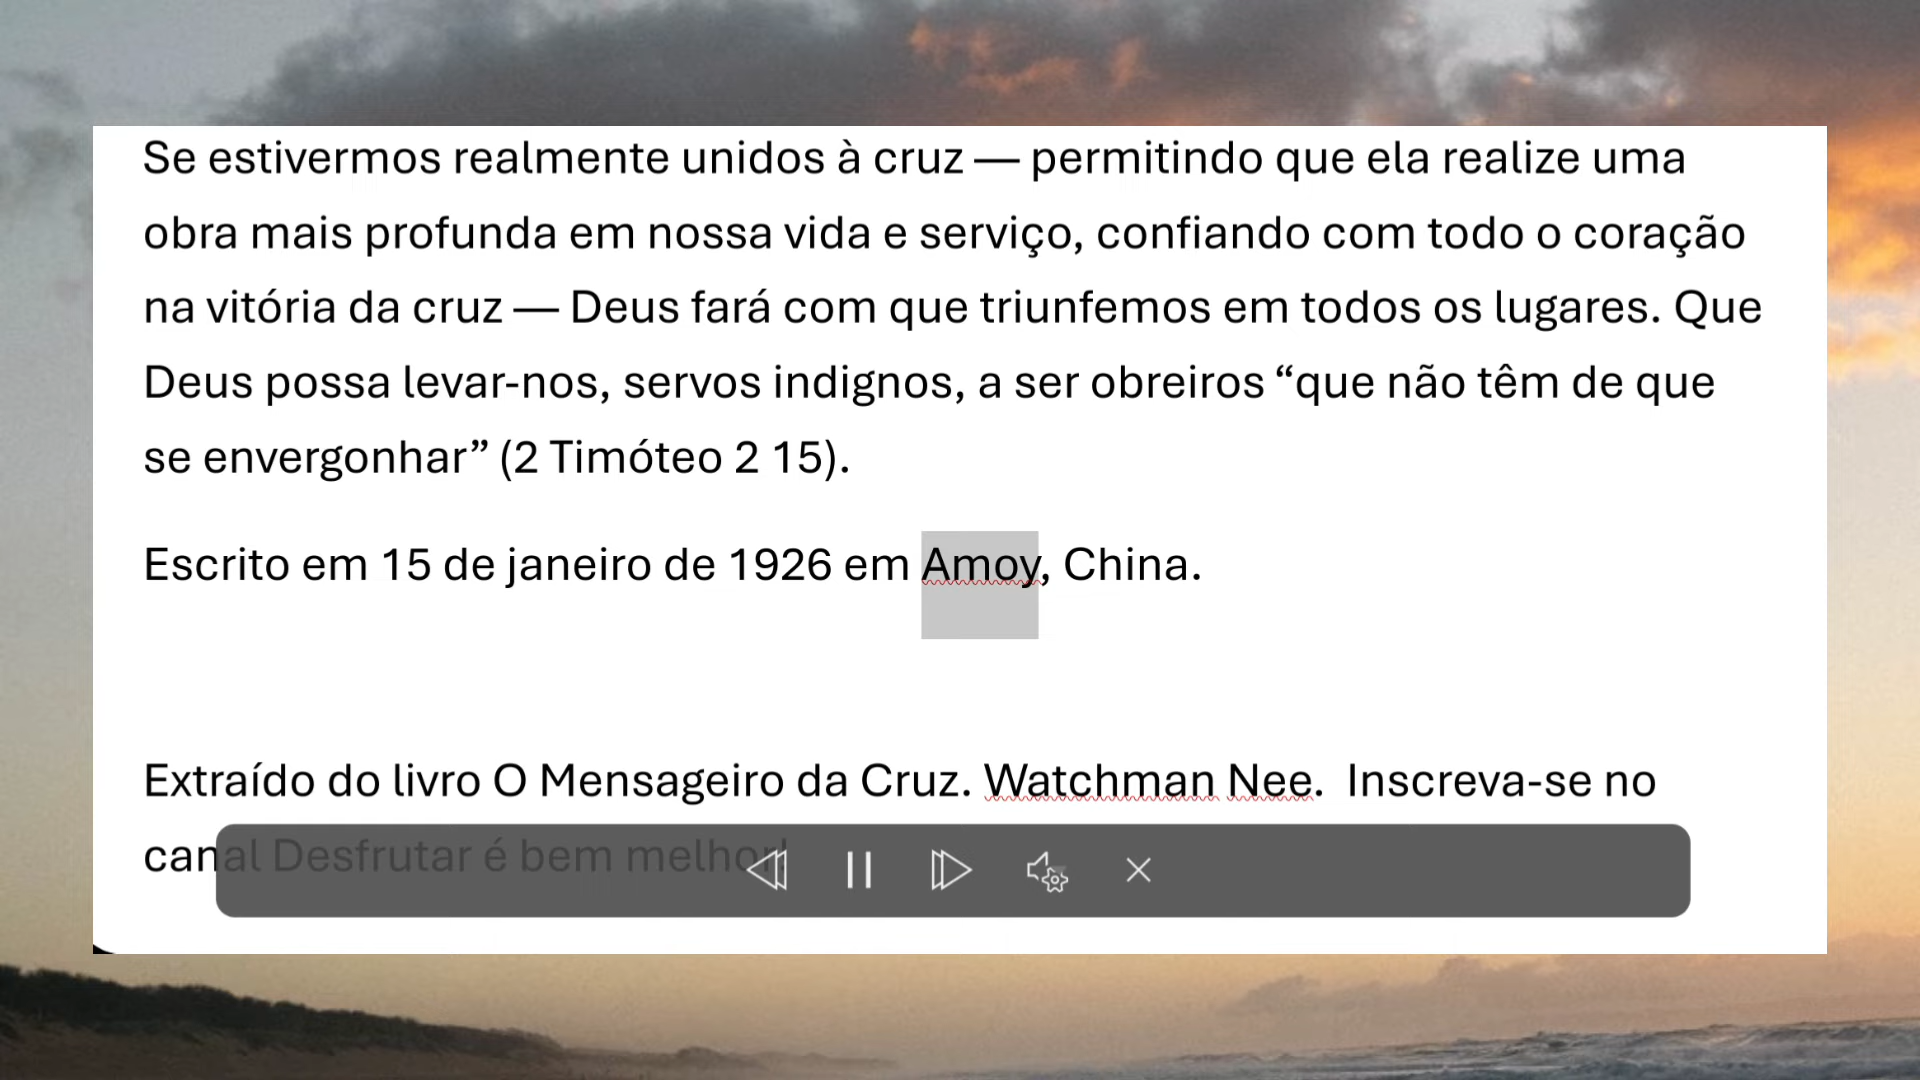 Se estivermos realmente unidos à cruz — permitindo que ela realize uma
obra mais profunda em nossa vida e serviço, confiando com todo o coração
na vitória da cruz — Deus fará com que triunfemos em todos os lugares. Que
Deus possa levar-nos, servos indignos, a ser obreiros “que não têm de que
se envergonhar” (2 Timóteo 2 15).
Escrito em 15 de janeiro de 1926 em Amoy, China.
Extraído do livro O Mensageiro da Cruz. Watchman Nee.  Inscreva-se no
canal Desfrutar é bem melhor!